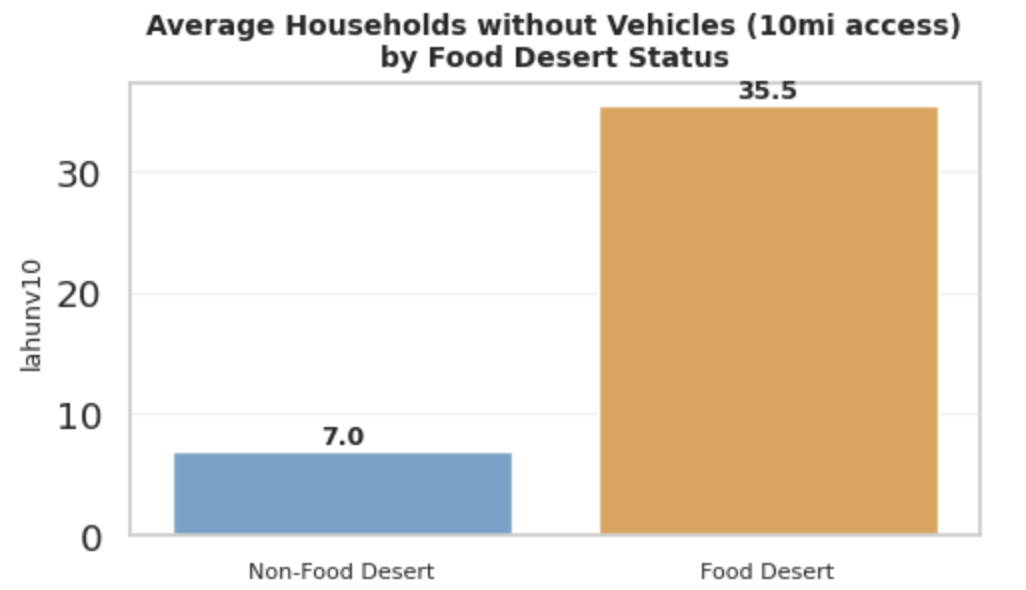 Average Households without Vehicles (10mi access)
by Food Desert Status
35.5
30
20
10
0
7.0
lahunv10
Non-Food Desert
Food Desert